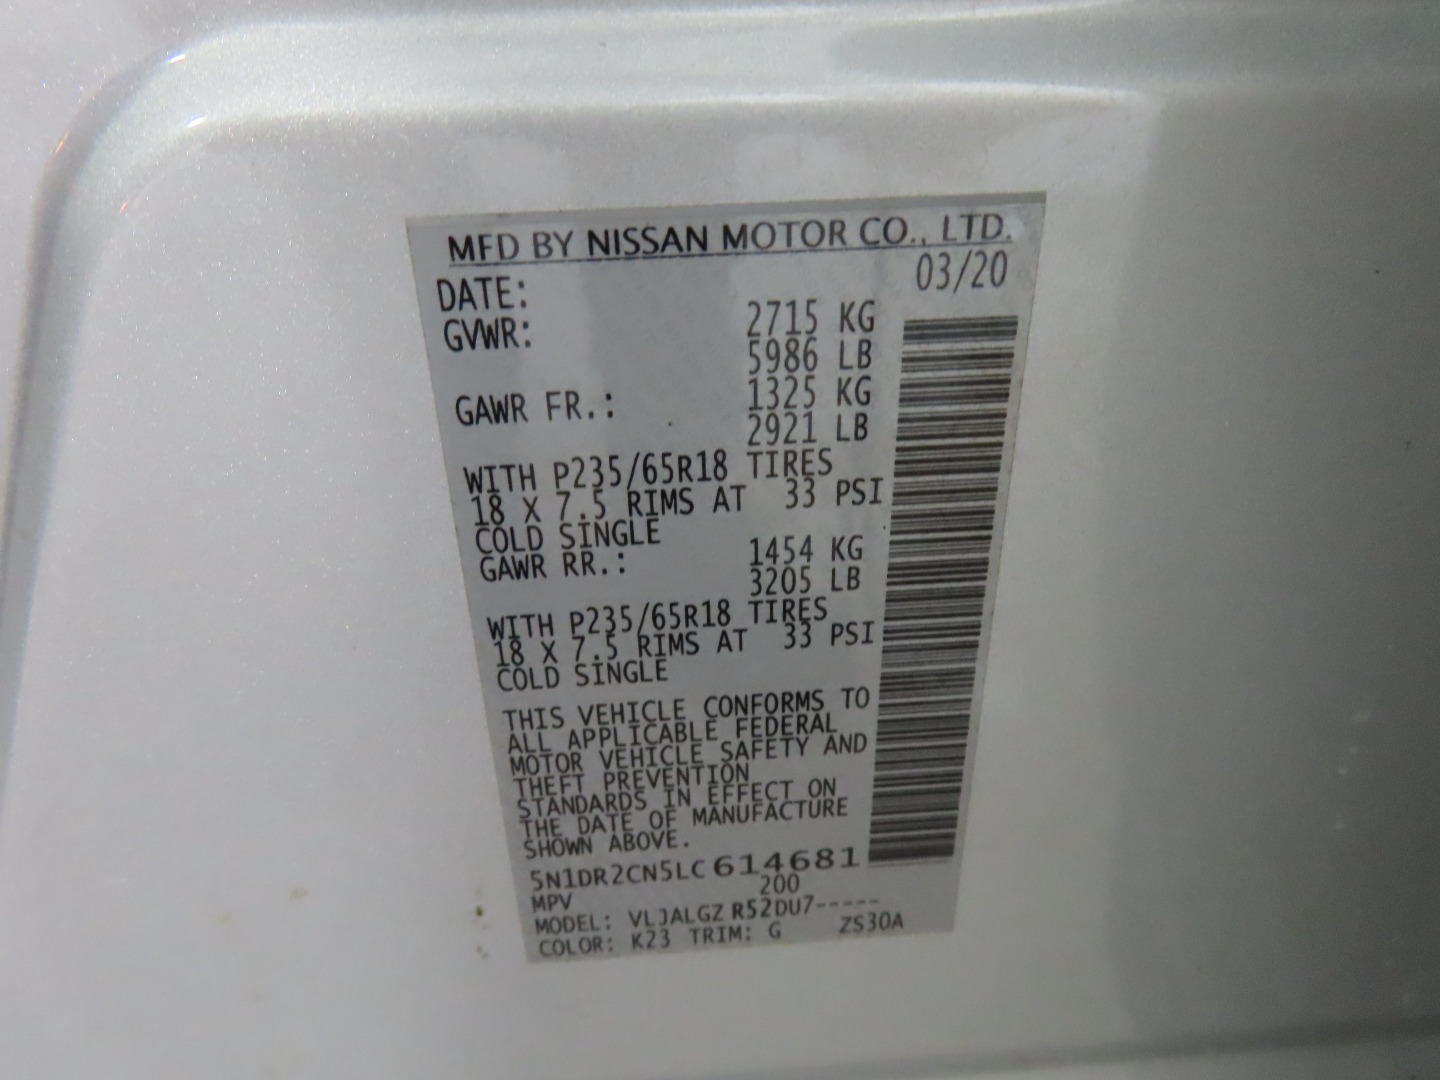 MFD BY NISSAN MOTOR CO., LTD.
DATE: 03/20
GVWR: 2715 KG
5986 LB
GAWR FR.: 1325 KG
2921 LB
WITH P235/65R18 TIRES
18 X 7.5 RIMS AT 33 PSI
COLD SINGLE
GAWR RR.: 1454 KG
3205 LB
WITH P235/65R18 TIRES
18 X 7.5 RIMS AT 33 PSI
COLD SINGLE
THIS VEHICLE CONFORMS TO
ALL APPLICABLE FEDERAL
MOTOR VEHICLE SAFETY AND
THEFT PREVENTION
STANDARDS IN EFFECT ON
THE DATE OF MANUFACTURE
SHOWN ABOVE.
5N1DR2CN5LC614681
MPV 200
MODEL: VLJALGZ R52DU7-----
COLOR: K23 TRIM: G ZS30A